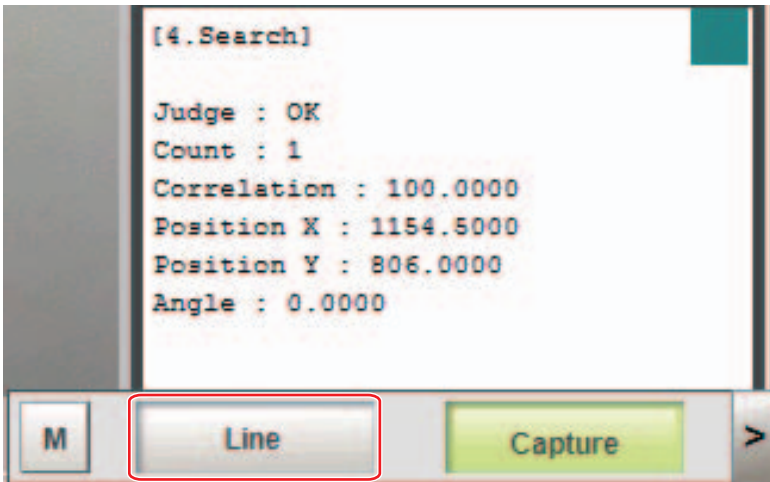 [4.Search]
Judge : OK
Count : 1
Correlation : 100.0000
Position X : 1154.5000
Position Y : 806.0000
Angle : 0.0000
M Line Capture >